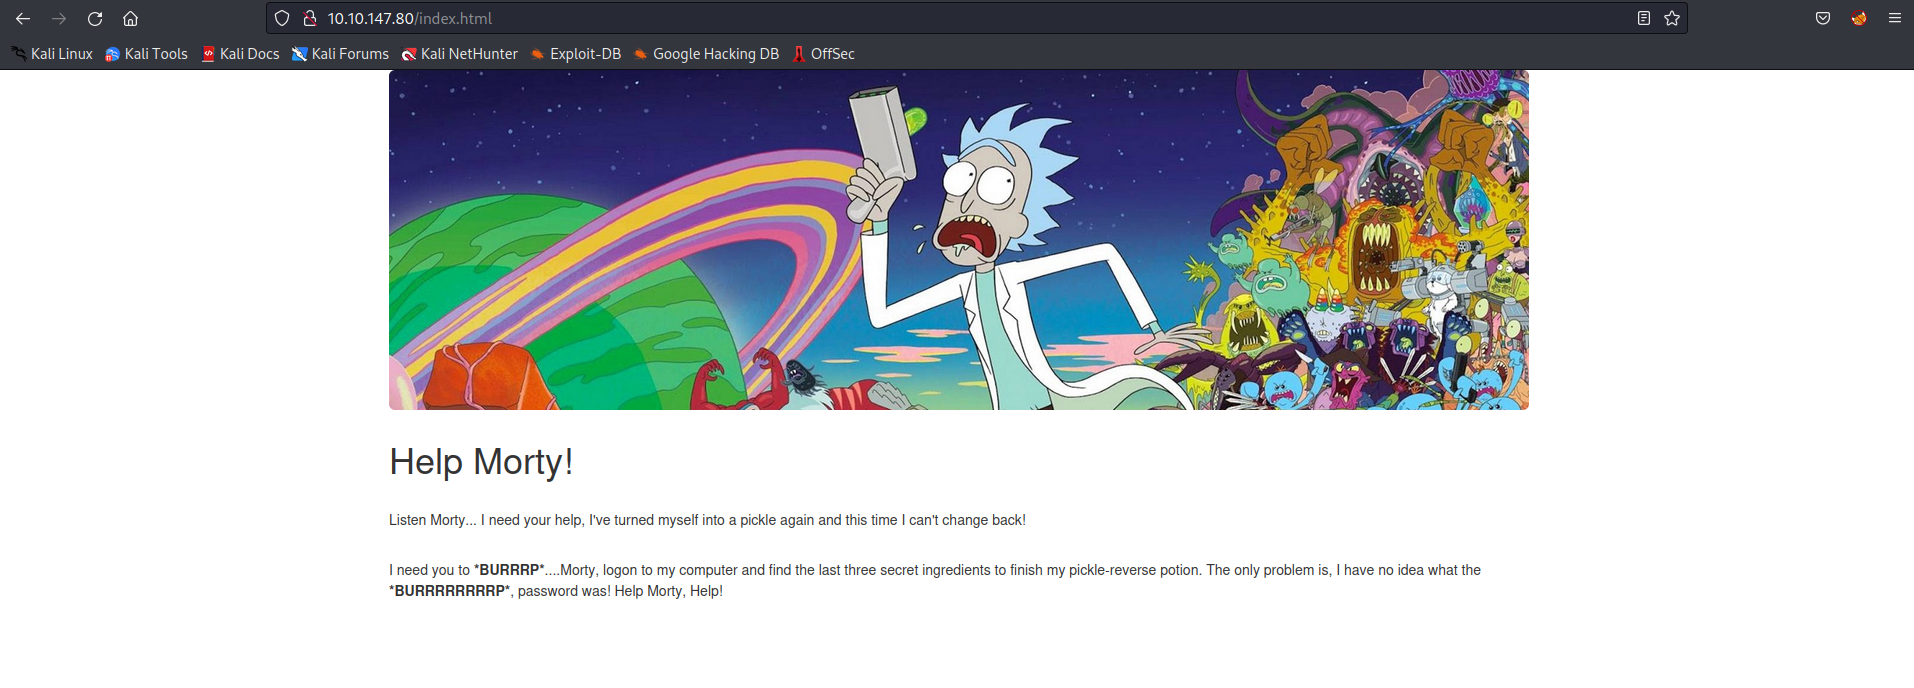 10.10.147.80/index.html
Kali Linux Kali Tools Kali Docs Kali Forums Kali NetHunter Exploit-DB Google Hacking DB OffSec
Help Morty!
Listen Morty... I need your help, I've turned myself into a pickle again and this time I can't change back!
I need you to *BURRRP*....Morty, logon to my computer and find the last three secret ingredients to finish my pickle-reverse potion. The only problem is, I have no idea what the
*BURRRRRRRRP*, password was! Help Morty, Help!